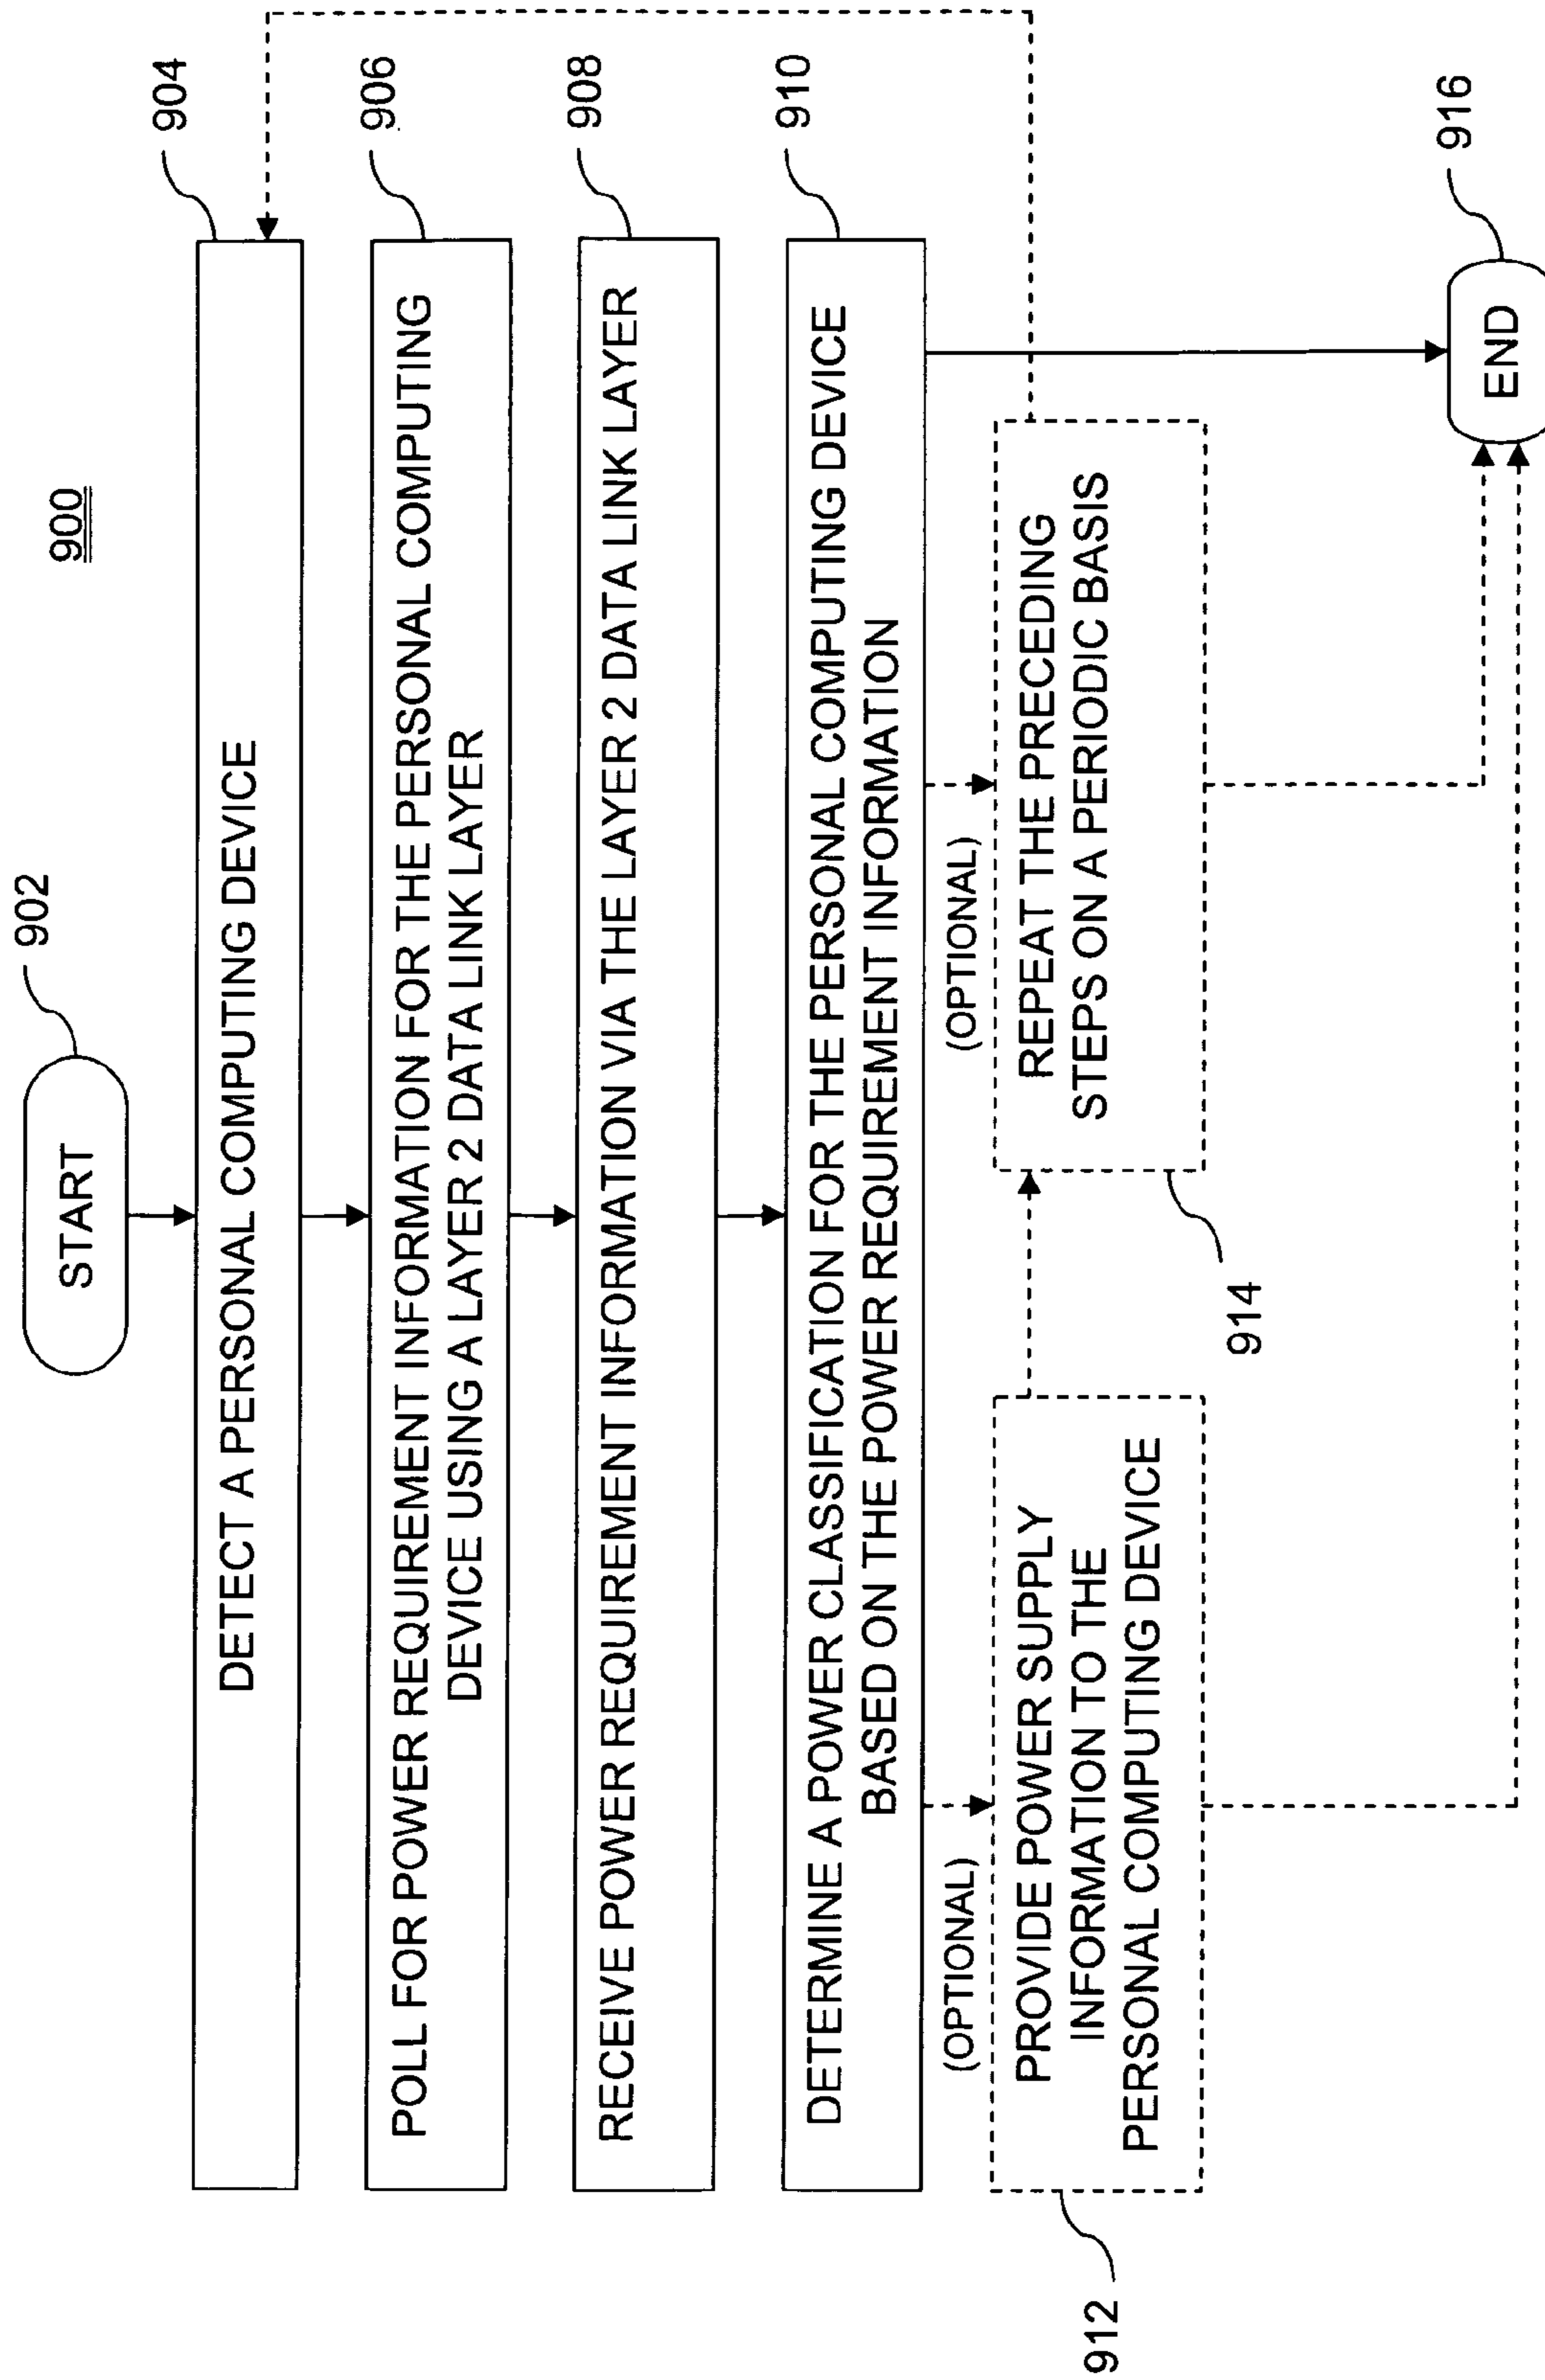 900
902
START
904
DETECT A PERSONAL COMPUTING DEVICE
906
POLL FOR POWER REQUIREMENT INFORMATION FOR THE PERSONAL COMPUTING
DEVICE USING A LAYER 2 DATA LINK LAYER
908
RECEIVE POWER REQUIREMENT INFORMATION VIA THE LAYER 2 DATA LINK LAYER
910
DETERMINE A POWER CLASSIFICATION FOR THE PERSONAL COMPUTING DEVICE
BASED ON THE POWER REQUIREMENT INFORMATION
(OPTIONAL)
(OPTIONAL)
912
PROVIDE POWER SUPPLY
INFORMATION TO THE
PERSONAL COMPUTING DEVICE
914
REPEAT THE PRECEDING
STEPS ON A PERIODIC BASIS
916
END